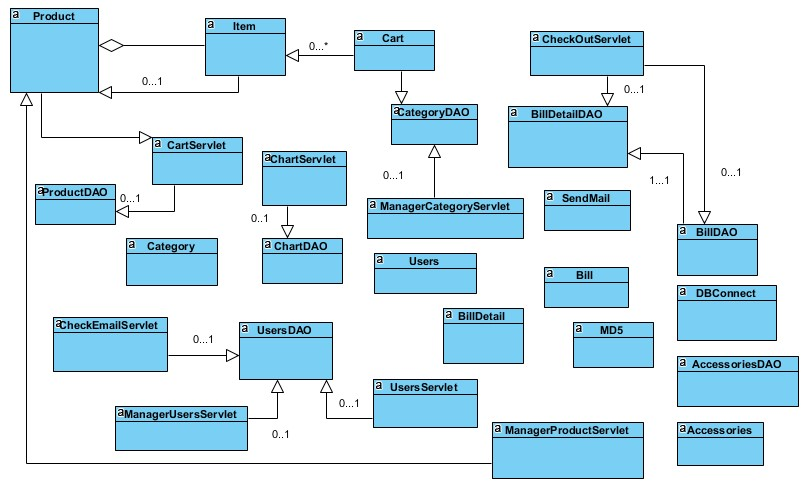 a Product
a Item
0...*
a Cart
a CheckOutServlet
0...1
0...1
a CategoryDAO
a BillDetailDAO
0...1
a CartServlet
a ChartServlet
0...1
0...1
1...1
a ProductDAO
0...1
a ManagerCategoryServlet
a SendMail
0..1
a BillDAO
a Category
a ChartDAO
a Users
a Bill
a DBConnect
a BillDetail
a CheckEmailServlet
0...1
a UsersDAO
a MD5
a AccessoriesDAO
a UsersServlet
0...1
a ManagerUsersServlet
0..1
a ManagerProductServlet
a Accessories